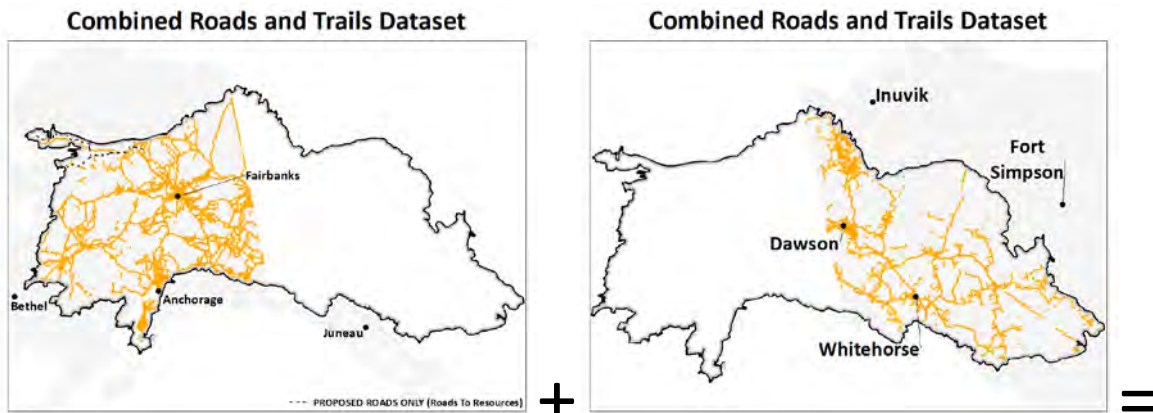 Combined Roads and Trails Dataset
Fairbanks
Anchorage
Bethel
Juneau
PROPOSED ROADS ONLY (Roads To Resources)
+
Combined Roads and Trails Dataset
Inuvik
Fort
Simpson
Dawson
Whitehorse
=